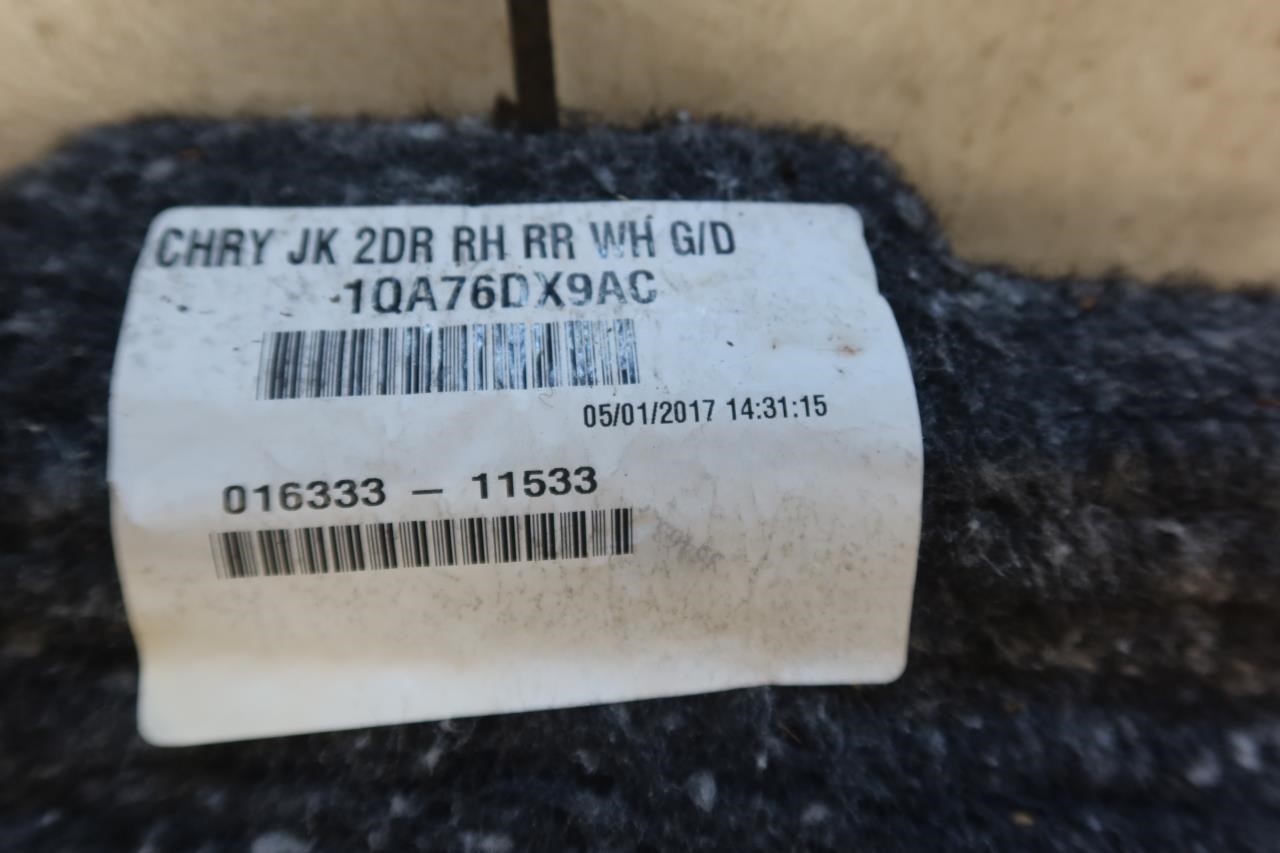 CHRY JK 2DR RH RR WH G/D
1QA76DX9AC
05/01/2017 14:31:15
016333 — 11533